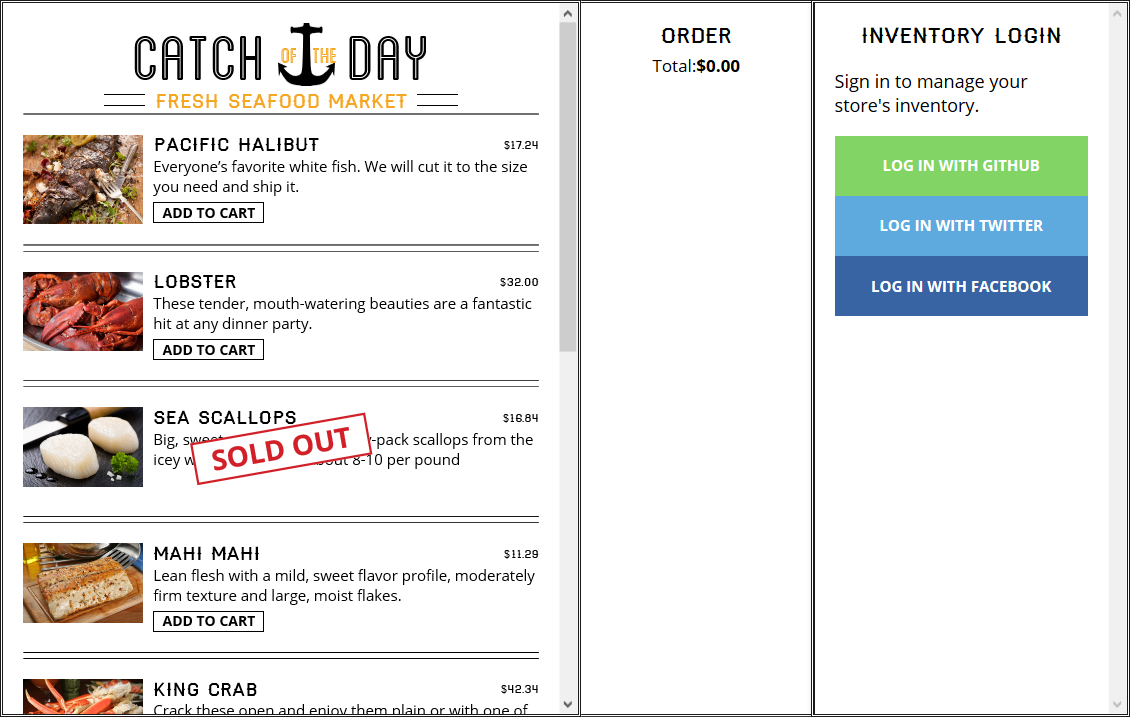 CATCH OF THE DAY
FRESH SEAFOOD MARKET
PACIFIC HALIBUT $17.24
Everyone’s favorite white fish. We will cut it to the size
you need and ship it.
ADD TO CART
LOBSTER $32.00
These tender, mouth-watering beauties are a fantastic
hit at any dinner party.
ADD TO CART
SEA SCALLOPS $16.84
Big, -pack scallops from the
icey 8-10 per pound
SOLD OUT
MAHI MAHI $11.29
Lean flesh with a mild, sweet flavor profile, moderately
firm texture and large, moist flakes.
ADD TO CART
KING CRAB $42.34
Crack these open and enjoy them plain or with one of
ORDER
Total:$0.00
INVENTORY LOGIN
Sign in to manage your
store's inventory.
LOG IN WITH GITHUB
LOG IN WITH TWITTER
LOG IN WITH FACEBOOK